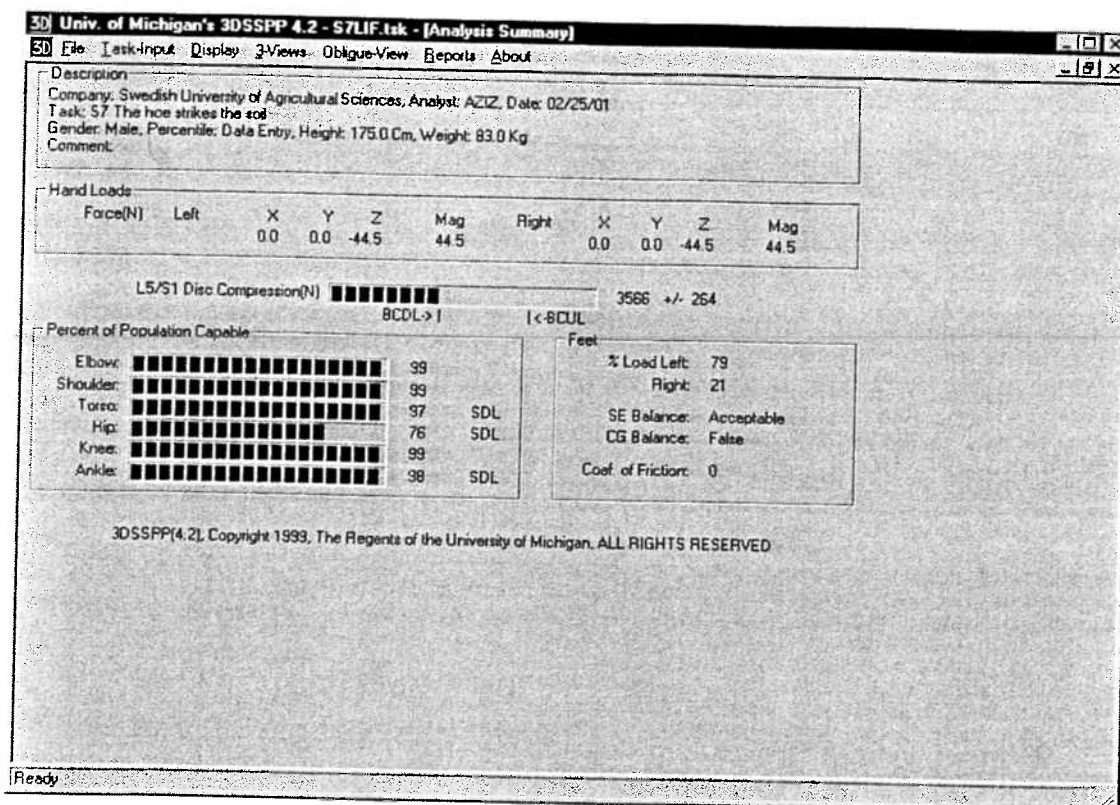 3D Univ. of Michigan's 3DSSPP 4.2 - S7LIF.tsk - [Analysis Summary]
3D File Task-Input Display 3-Views Oblique-View Reports About
Description
Company: Swedish University of Agricultural Sciences, Analyst: AZIZ, Date: 02/25/01
Task: S7 The hoe strikes the soil
Gender: Male, Percentile: Data Entry, Height: 175.0 Cm, Weight: 83.0 Kg
Comment:
Hand Loads
Force(N) Left X Y Z Mag Right X Y Z Mag
0.0 0.0 -44.5 44.5 0.0 0.0 -44.5 44.5
L5/S1 Disc Compression(N) 3566 +/- 264
BCDL->| |<-BCUL
Percent of Population Capable
Elbow: 99
Shoulder: 99
Torso: 97 SDL
Hip: 76 SDL
Knee: 99
Ankle: 98 SDL
Feet
% Load Left: 79
Right: 21
SE Balance: Acceptable
CG Balance: False
Coef. of Friction: 0
3DSSPP(4.2), Copyright 1999, The Regents of the University of Michigan, ALL RIGHTS RESERVED
Ready